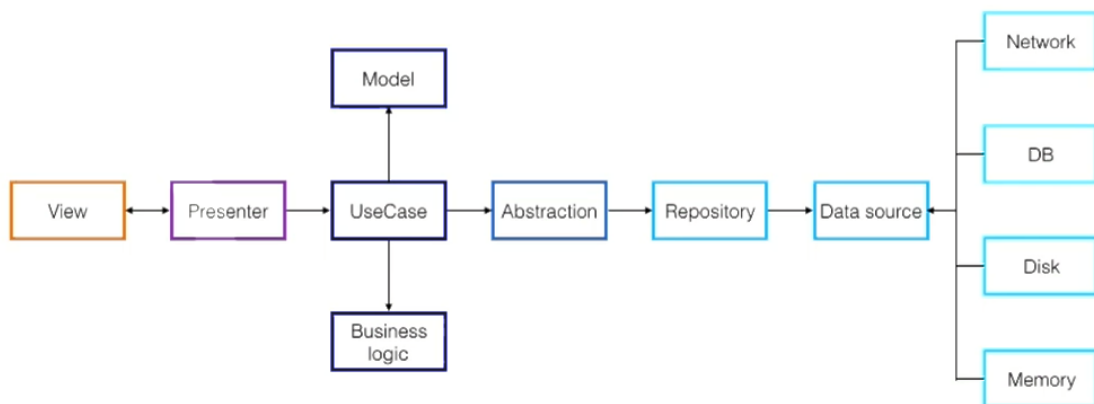 Network
Model
DB
View
Presenter
UseCase
Abstraction
Repository
Data source
Disk
Business
logic
Memory